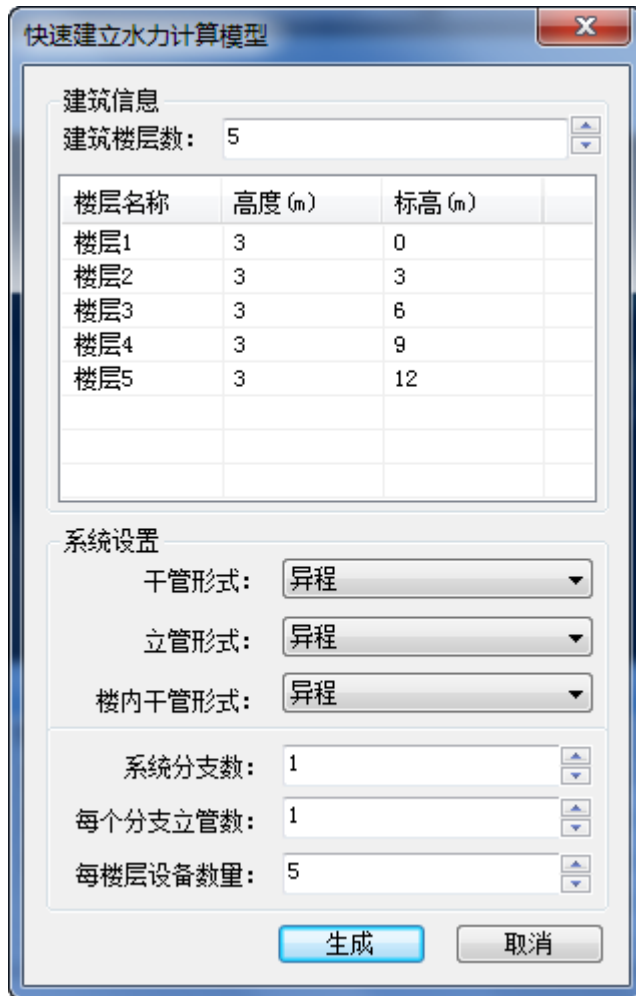 快速建立水力计算模型
建筑信息
建筑楼层数： 5
楼层名称 高度(m) 标高(m)
楼层1 3 0
楼层2 3 3
楼层3 3 6
楼层4 3 9
楼层5 3 12
系统设置
干管形式： 异程
立管形式： 异程
楼内干管形式： 异程
系统分支数： 1
每个分支立管数： 1
每楼层设备数量： 5
生成 取消